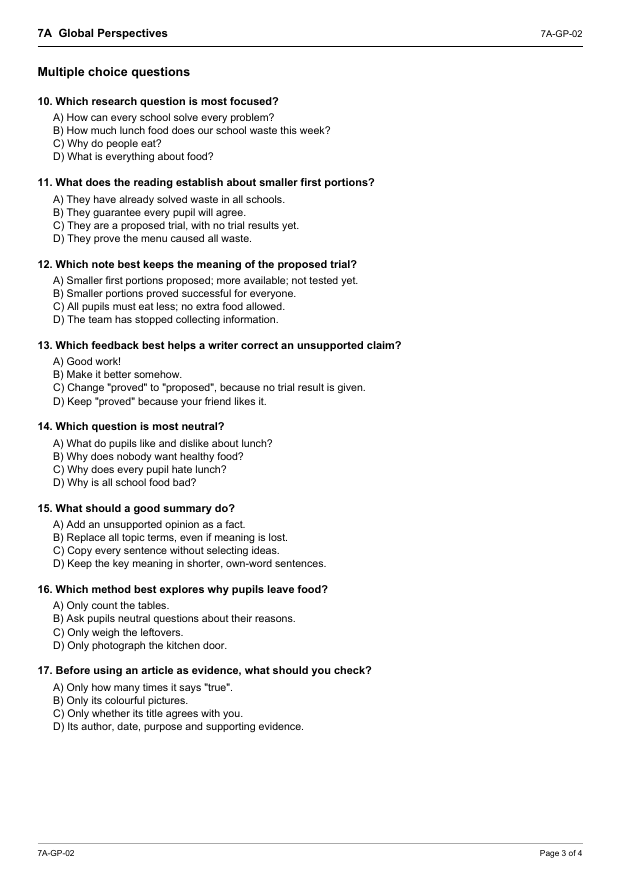 7A Global Perspectives
7A-GP-02
Multiple choice questions
10. Which research question is most focused?
A) How can every school solve every problem?
B) How much lunch food does our school waste this week?
C) Why do people eat?
D) What is everything about food?
11. What does the reading establish about smaller first portions?
A) They have already solved waste in all schools.
B) They guarantee every pupil will agree.
C) They are a proposed trial, with no trial results yet.
D) They prove the menu caused all waste.
12. Which note best keeps the meaning of the proposed trial?
A) Smaller first portions proposed; more available; not tested yet.
B) Smaller portions proved successful for everyone.
C) All pupils must eat less; no extra food allowed.
D) The team has stopped collecting information.
13. Which feedback best helps a writer correct an unsupported claim?
A) Good work!
B) Make it better somehow.
C) Change "proved" to "proposed", because no trial result is given.
D) Keep "proved" because your friend likes it.
14. Which question is most neutral?
A) What do pupils like and dislike about lunch?
B) Why does nobody want healthy food?
C) Why does every pupil hate lunch?
D) Why is all school food bad?
15. What should a good summary do?
A) Add an unsupported opinion as a fact.
B) Replace all topic terms, even if meaning is lost.
C) Copy every sentence without selecting ideas.
D) Keep the key meaning in shorter, own-word sentences.
16. Which method best explores why pupils leave food?
A) Only count the tables.
B) Ask pupils neutral questions about their reasons.
C) Only weigh the leftovers.
D) Only photograph the kitchen door.
17. Before using an article as evidence, what should you check?
A) Only how many times it says "true".
B) Only its colourful pictures.
C) Only whether its title agrees with you.
D) Its author, date, purpose and supporting evidence.
7A-GP-02
Page 3 of 4